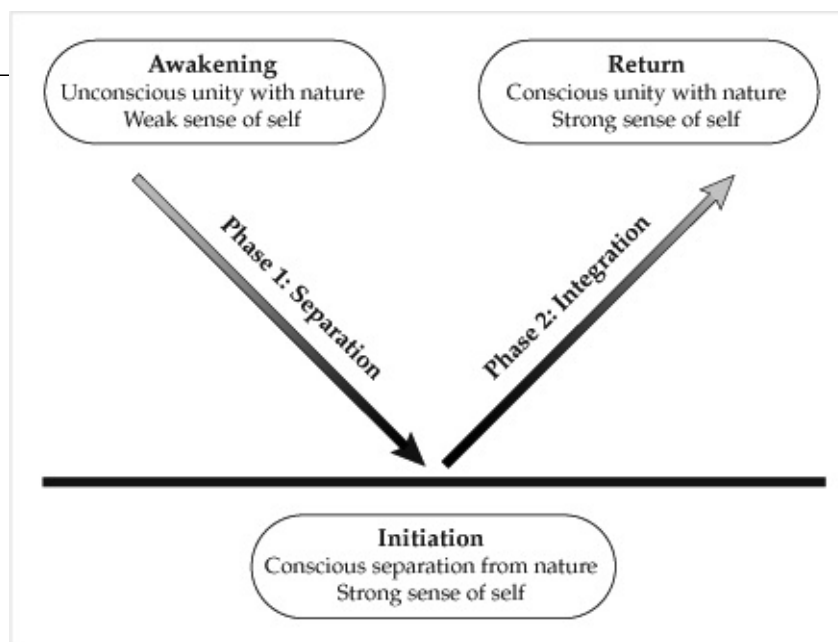 Awakening
Unconscious unity with nature
Weak sense of self
Return
Conscious unity with nature
Strong sense of self
Phase 1: Separation
Phase 2: Integration
Initiation
Conscious separation from nature
Strong sense of self